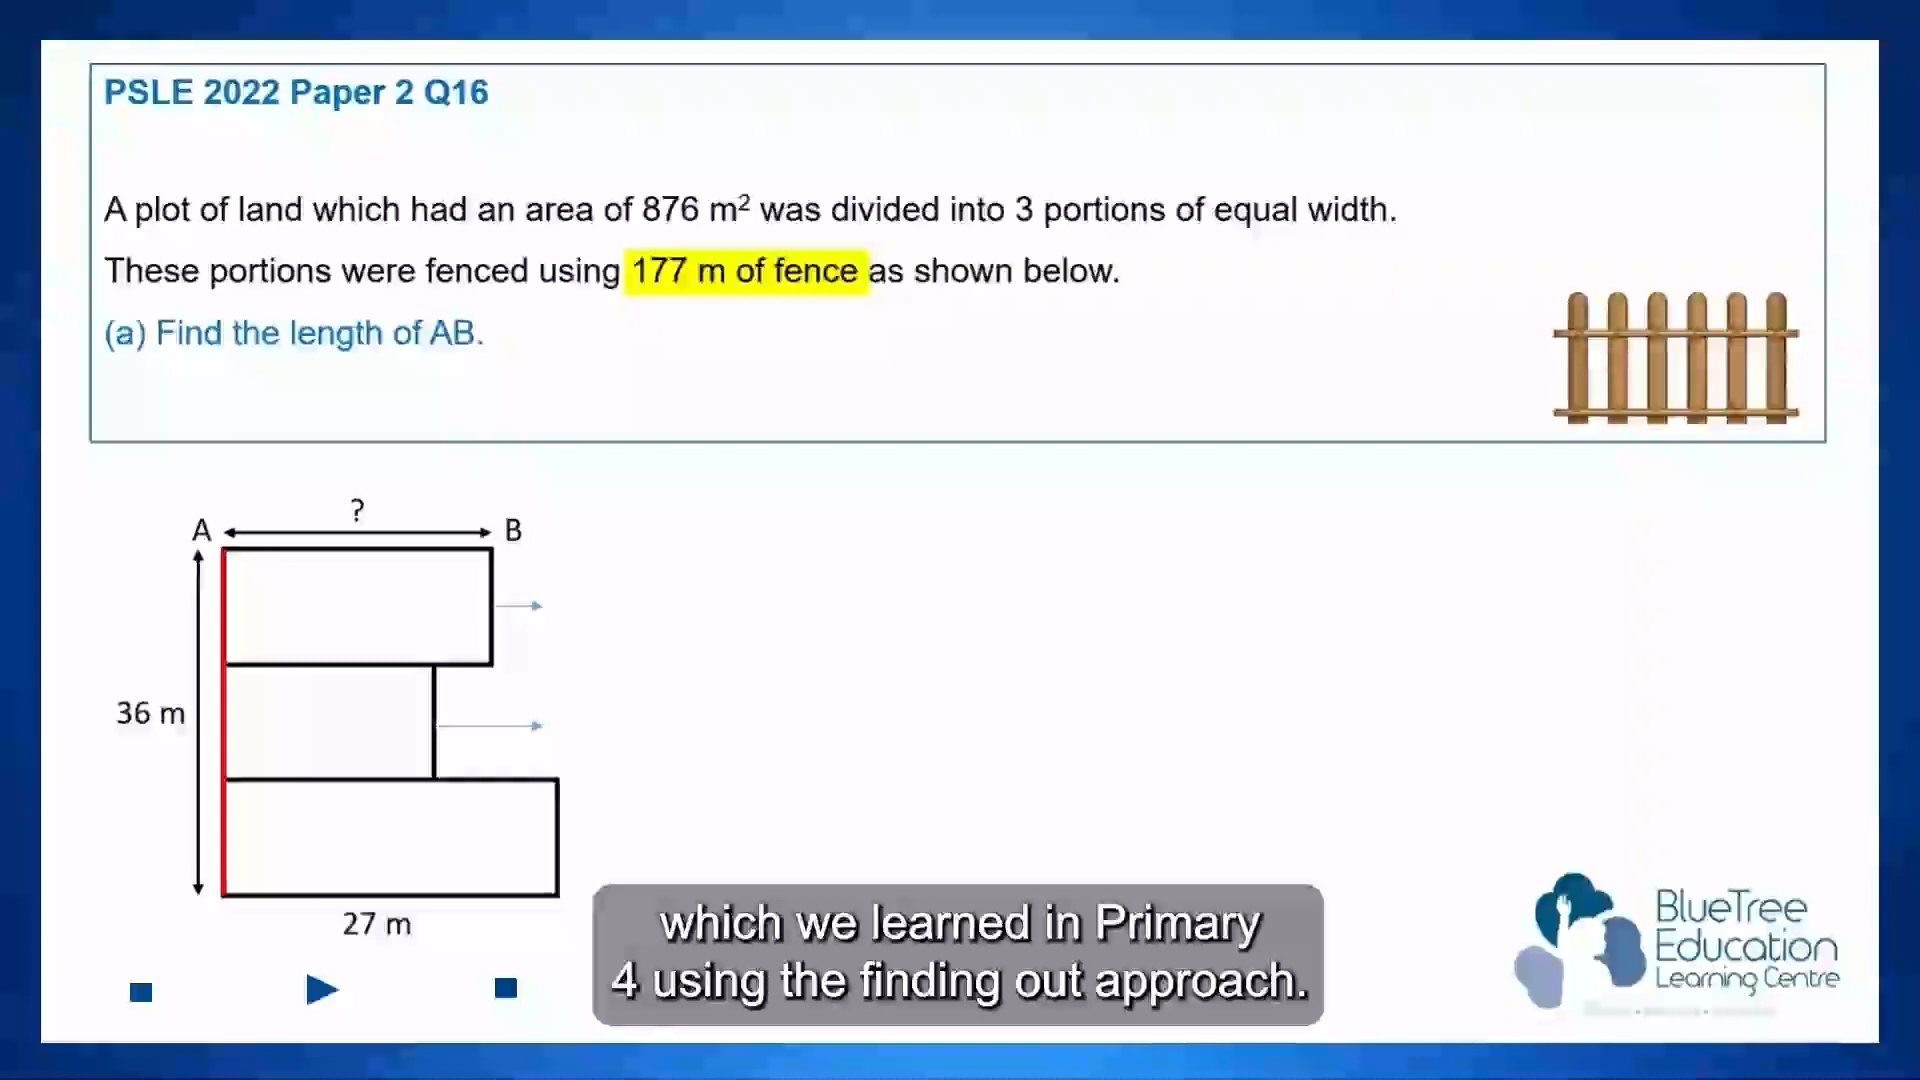 PSLE 2022 Paper 2 Q16
A plot of land which had an area of 876 m² was divided into 3 portions of equal width.
These portions were fenced using 177 m of fence as shown below.
(a) Find the length of AB.
?
A B
36 m
27 m
which we learned in Primary
4 using the finding out approach.
BlueTree
Education
Learning Centre